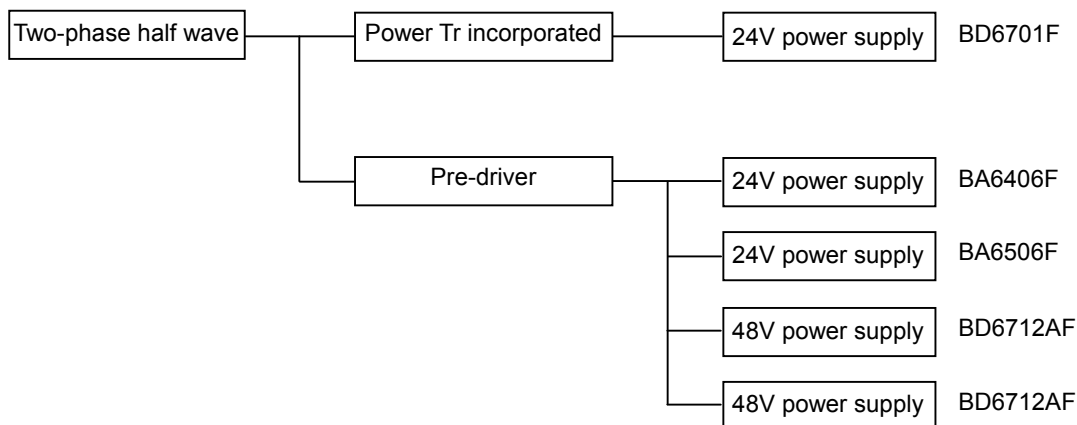 Two-phase half wave
Power Tr incorporated
24V power supply
BD6701F
Pre-driver
24V power supply
BA6406F
24V power supply
BA6506F
48V power supply
BD6712AF
48V power supply
BD6712AF